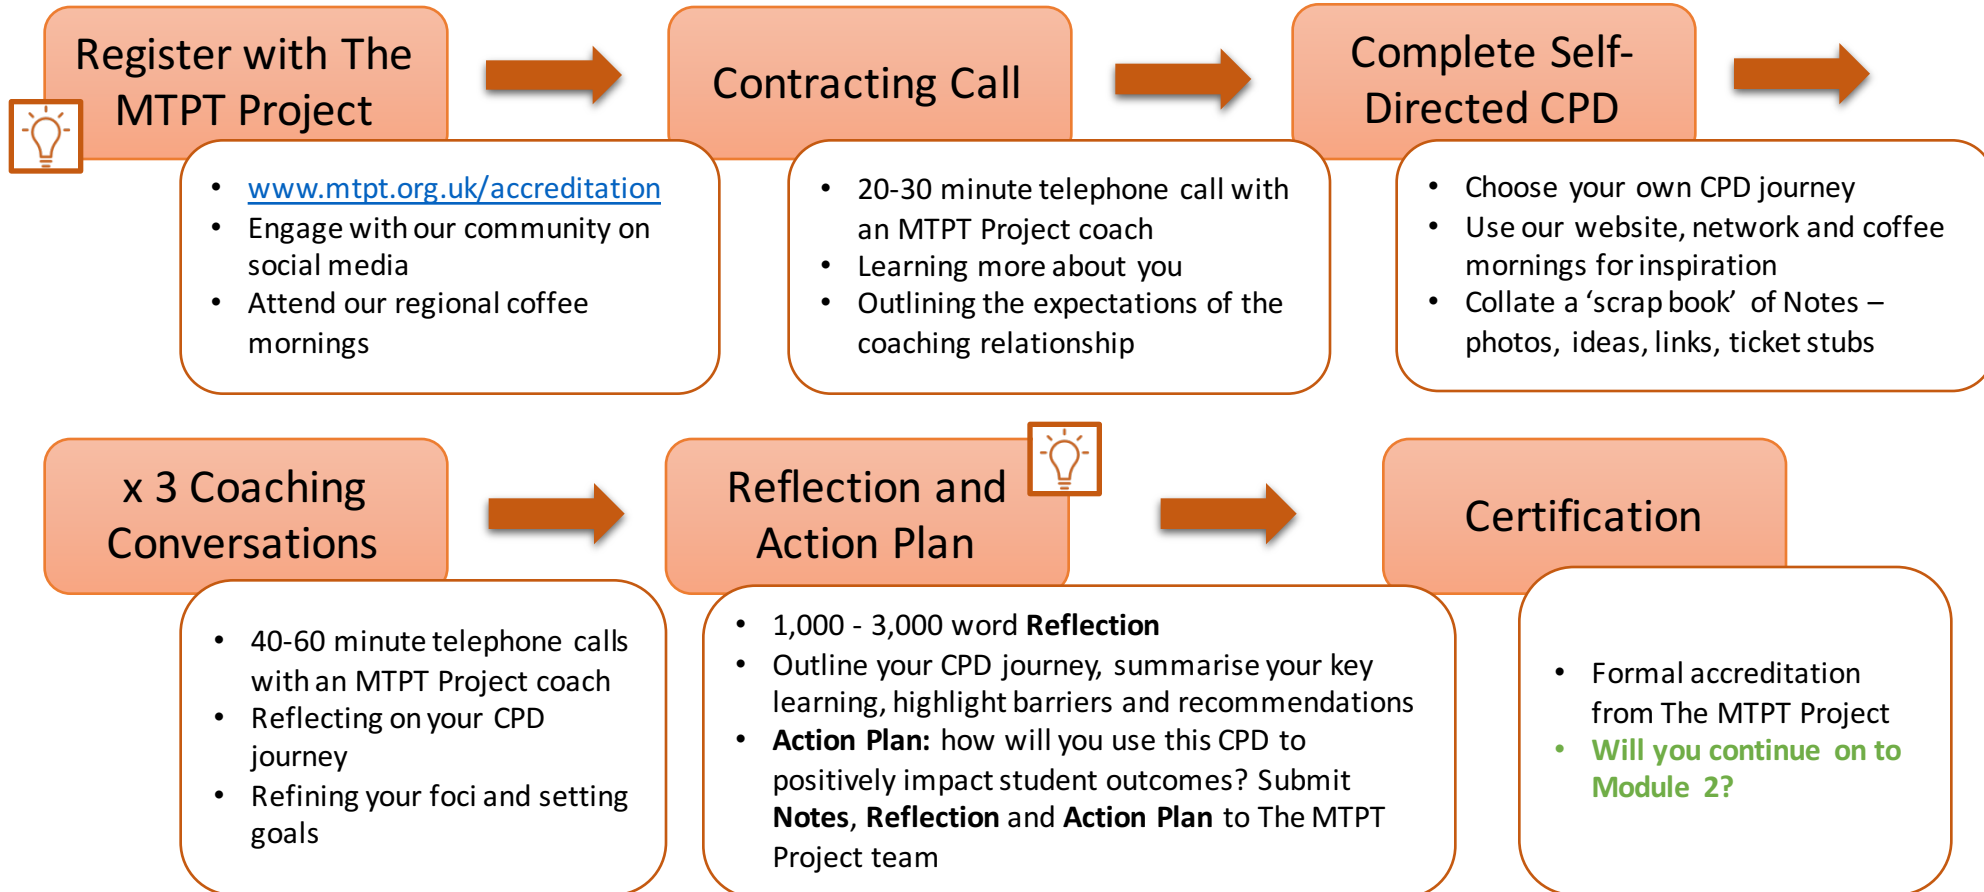 Register with The
MTPT Project
• www.mtpt.org.uk/accreditation
• Engage with our community on
social media
• Attend our regional coffee
mornings
Contracting Call
• 20-30 minute telephone call with
an MTPT Project coach
• Learning more about you
• Outlining the expectations of the
coaching relationship
Complete Self-
Directed CPD
• Choose your own CPD journey
• Use our website, network and coffee
mornings for inspiration
• Collate a ‘scrap book’ of Notes –
photos, ideas, links, ticket stubs
x 3 Coaching
Conversations
• 40-60 minute telephone calls
with an MTPT Project coach
• Reflecting on your CPD
journey
• Refining your foci and setting
goals
Reflection and
Action Plan
• 1,000 - 3,000 word Reflection
• Outline your CPD journey, summarise your key
learning, highlight barriers and recommendations
• Action Plan: how will you use this CPD to
positively impact student outcomes? Submit
Notes, Reflection and Action Plan to The MTPT
Project team
Certification
• Formal accreditation
from The MTPT Project
• Will you continue on to
Module 2?